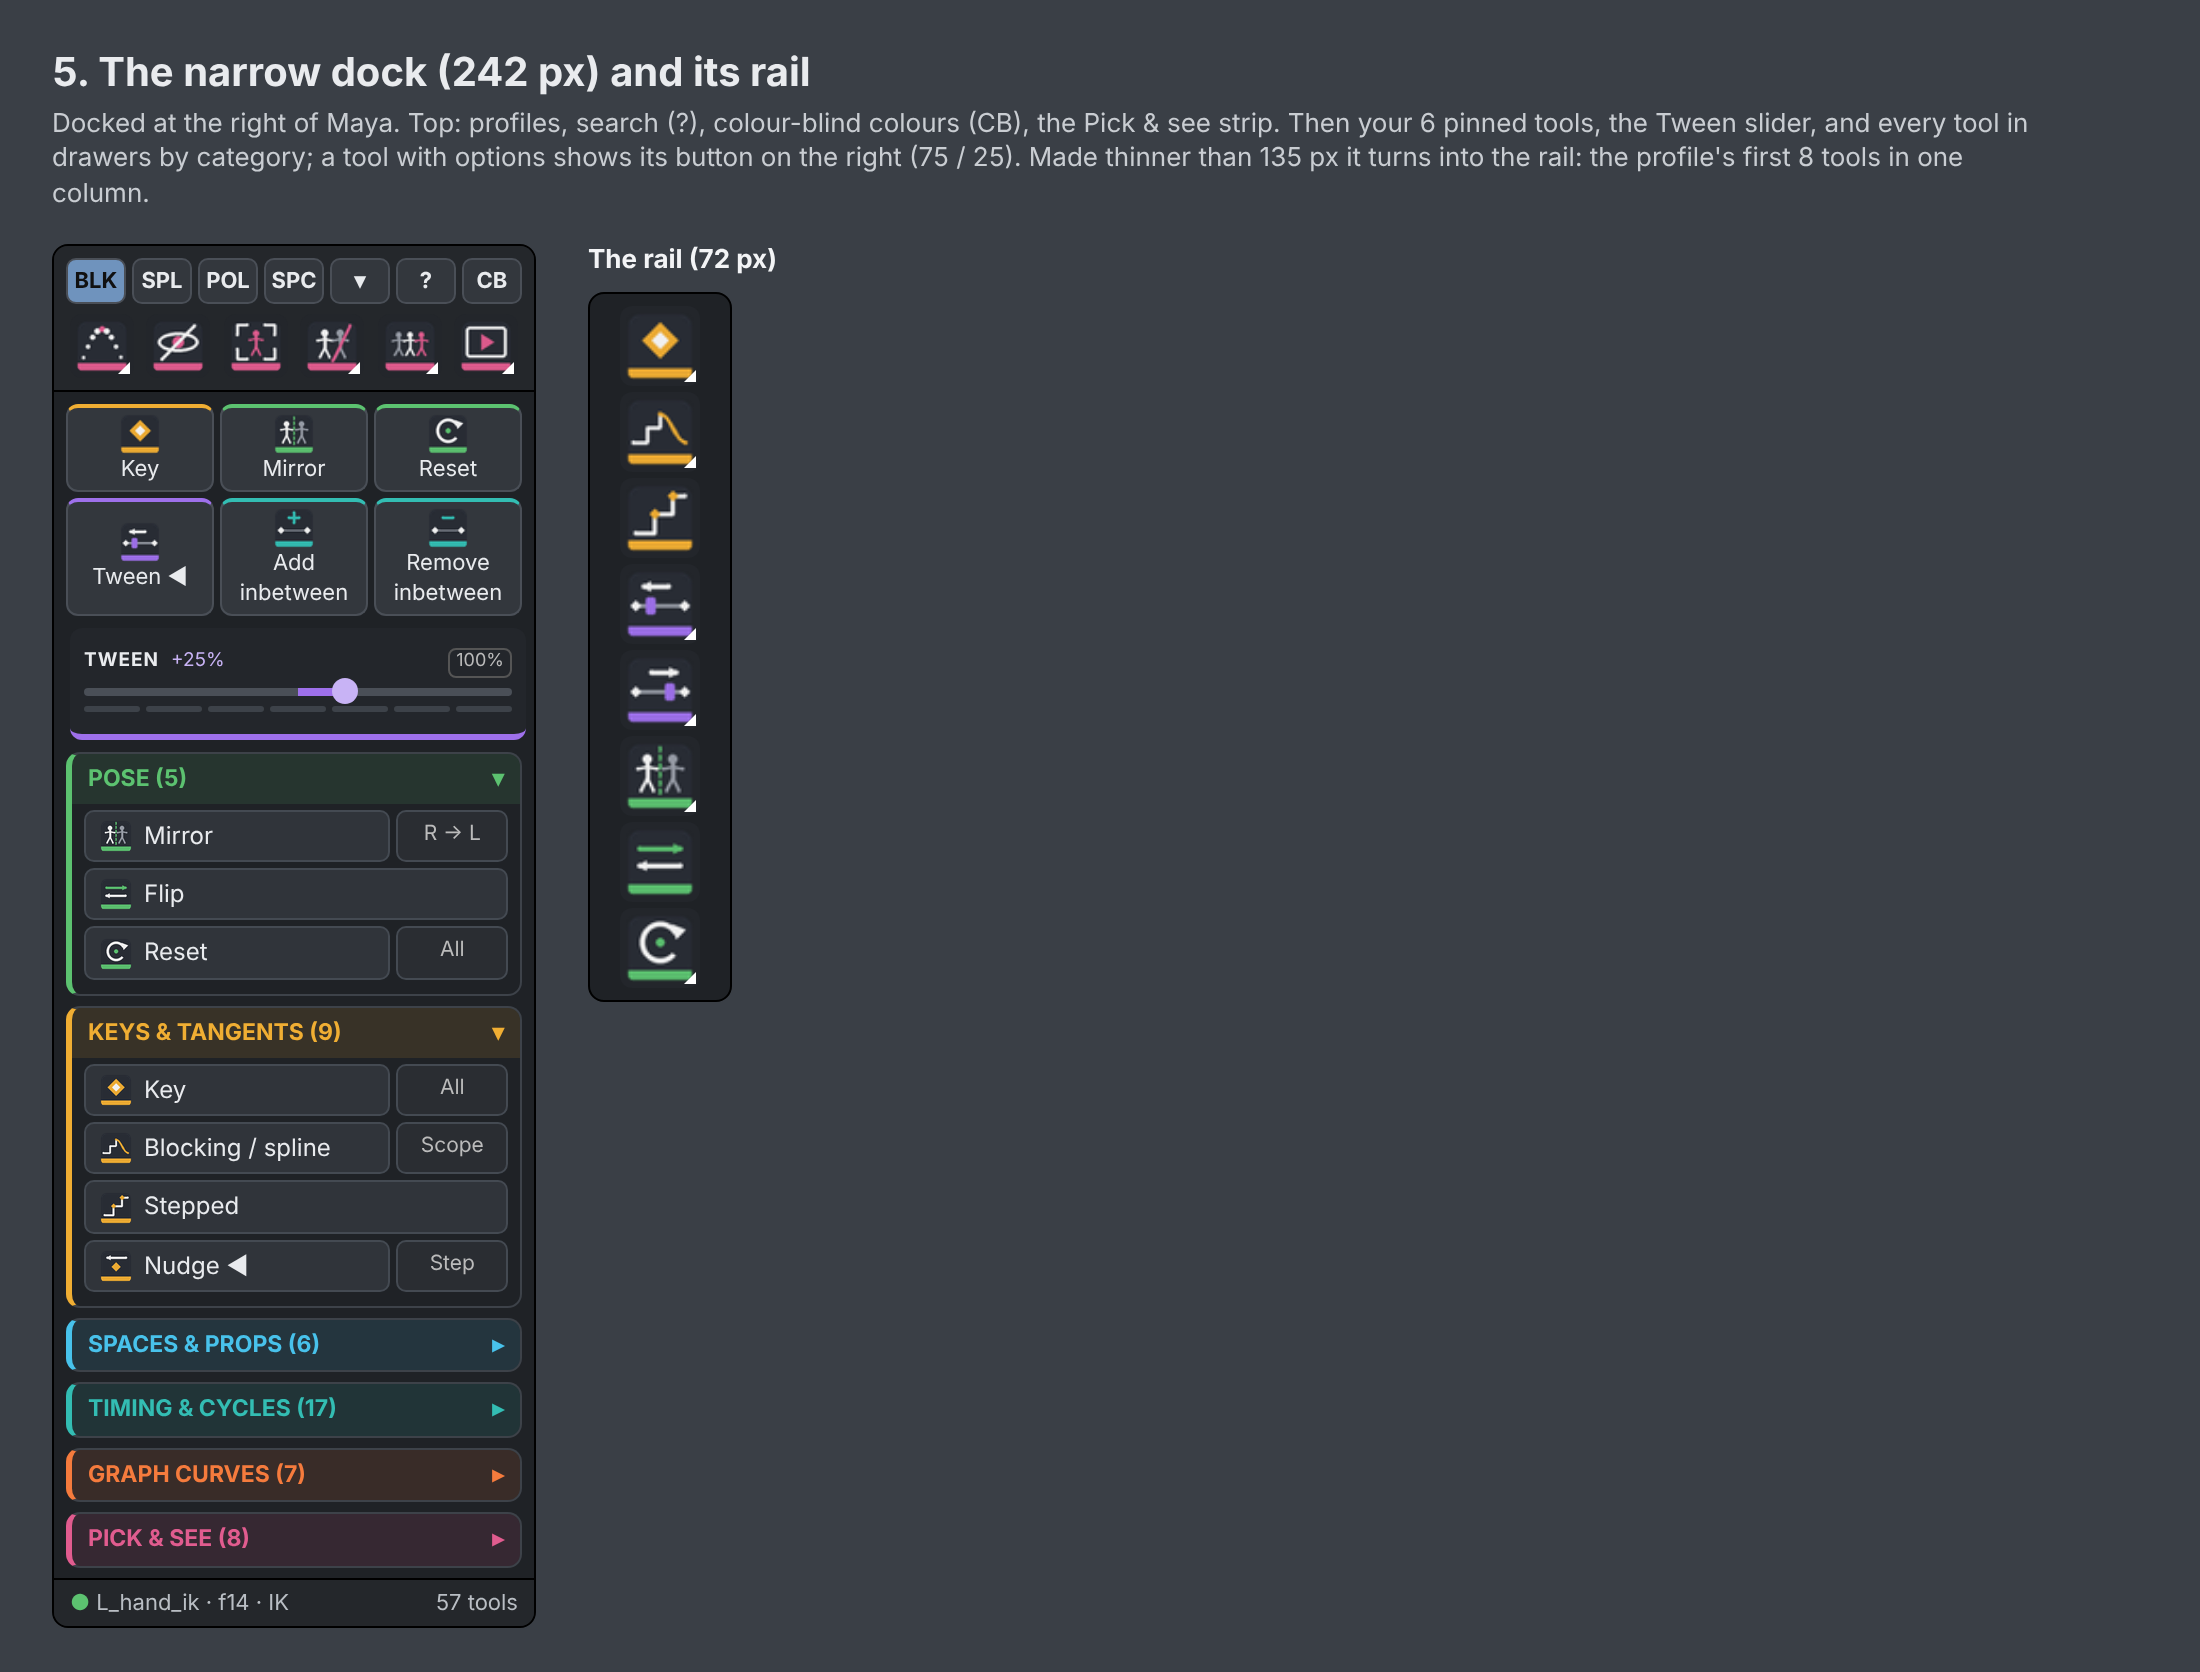 5. The narrow dock (242 px) and its rail
Docked at the right of Maya. Top: profiles, search (?), colour-blind colours (CB), the Pick & see strip. Then your 6 pinned tools, the Tween slider, and every tool in
drawers by category; a tool with options shows its button on the right (75 / 25). Made thinner than 135 px it turns into the rail: the profile's first 8 tools in one
column.
The rail (72 px)
BLK SPL POL SPC ▼ ? CB
Key Mirror Reset
Tween ◀ Add inbetween Remove inbetween
TWEEN +25% 100%
POSE (5) ▼
Mirror R → L
Flip
Reset All
KEYS & TANGENTS (9) ▼
Key All
Blocking / spline Scope
Stepped
Nudge ◀ Step
SPACES & PROPS (6) ▶
TIMING & CYCLES (17) ▶
GRAPH CURVES (7) ▶
PICK & SEE (8) ▶
L_hand_ik · f14 · IK 57 tools